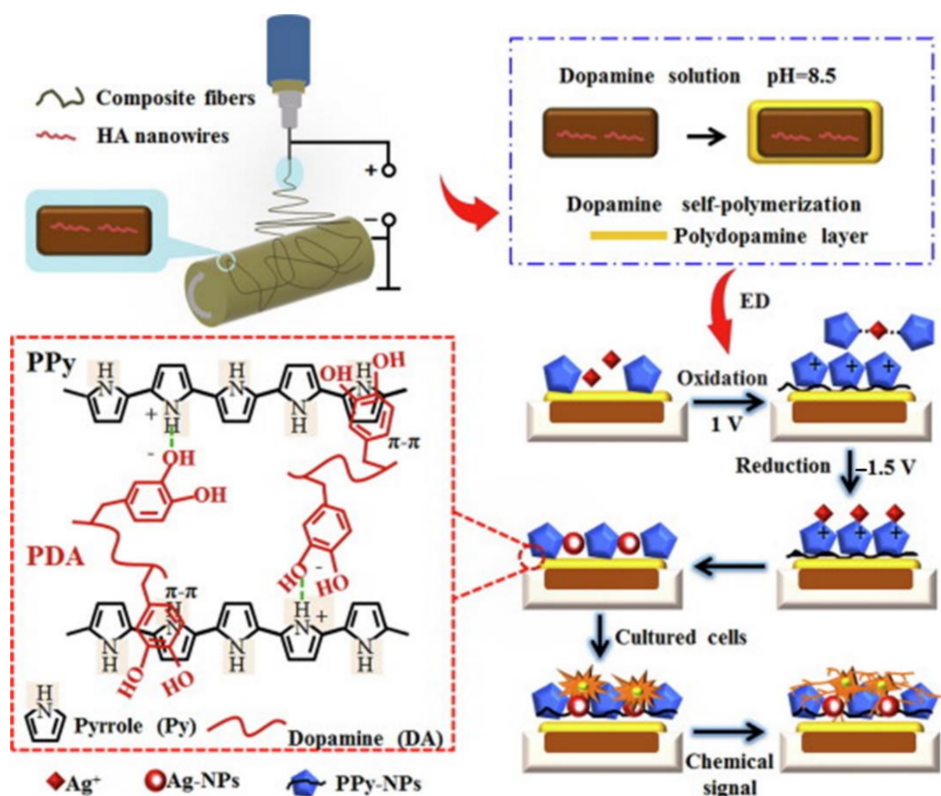 Composite fibers
HA nanowires
+
−
Dopamine solution pH=8.5
Dopamine self-polymerization
Polydopamine layer
ED
Oxidation
1 V
+ + +
Reduction
−1.5 V
+ + +
Cultured cells
Chemical
signal
PPy
H
N
H
N
H
N
+
N
H
N
H
OH
OH
π-π
-
OH
OH
PDA
HO
-
OH
π-π
H
N
H
N
+
N
H
N
H
N
H
HO
HO
H
N
Pyrrole (Py)
Dopamine (DA)
Ag⁺
Ag-NPs
PPy-NPs